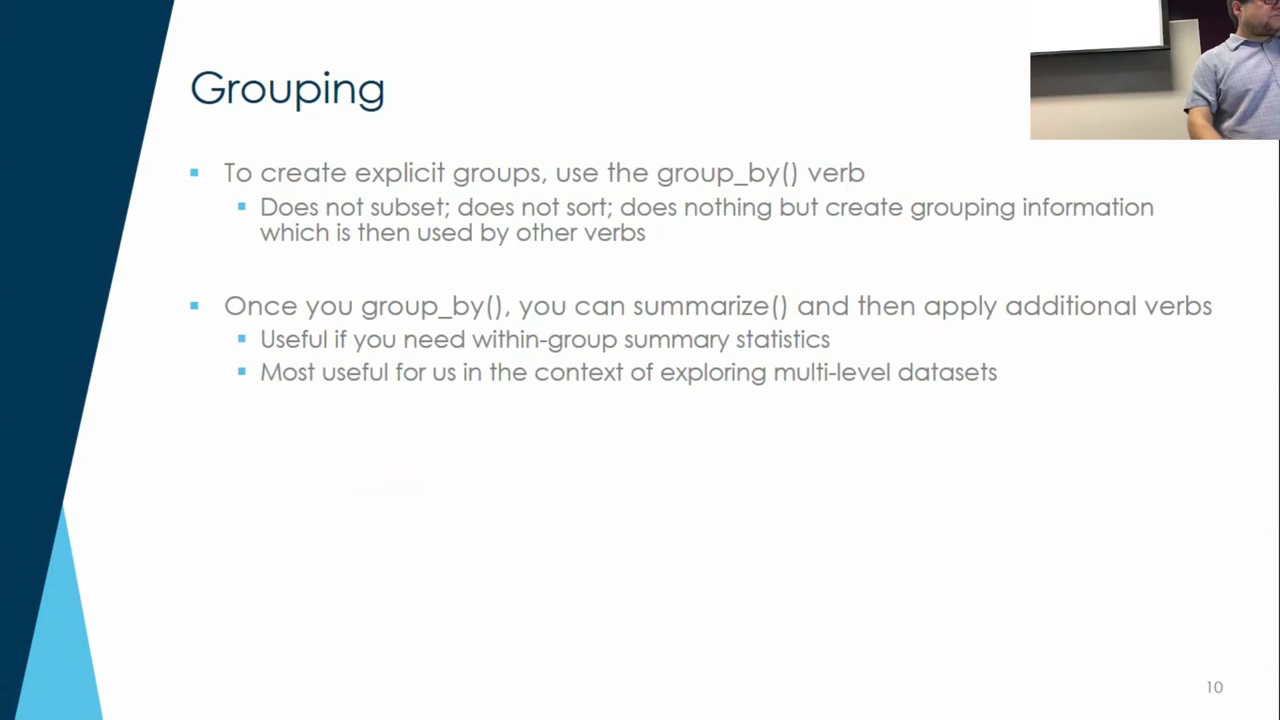 Grouping
▪ To create explicit groups, use the group_by() verb
▪ Does not subset; does not sort; does nothing but create grouping information
which is then used by other verbs
▪ Once you group_by(), you can summarize() and then apply additional verbs
▪ Useful if you need within-group summary statistics
▪ Most useful for us in the context of exploring multi-level datasets
10